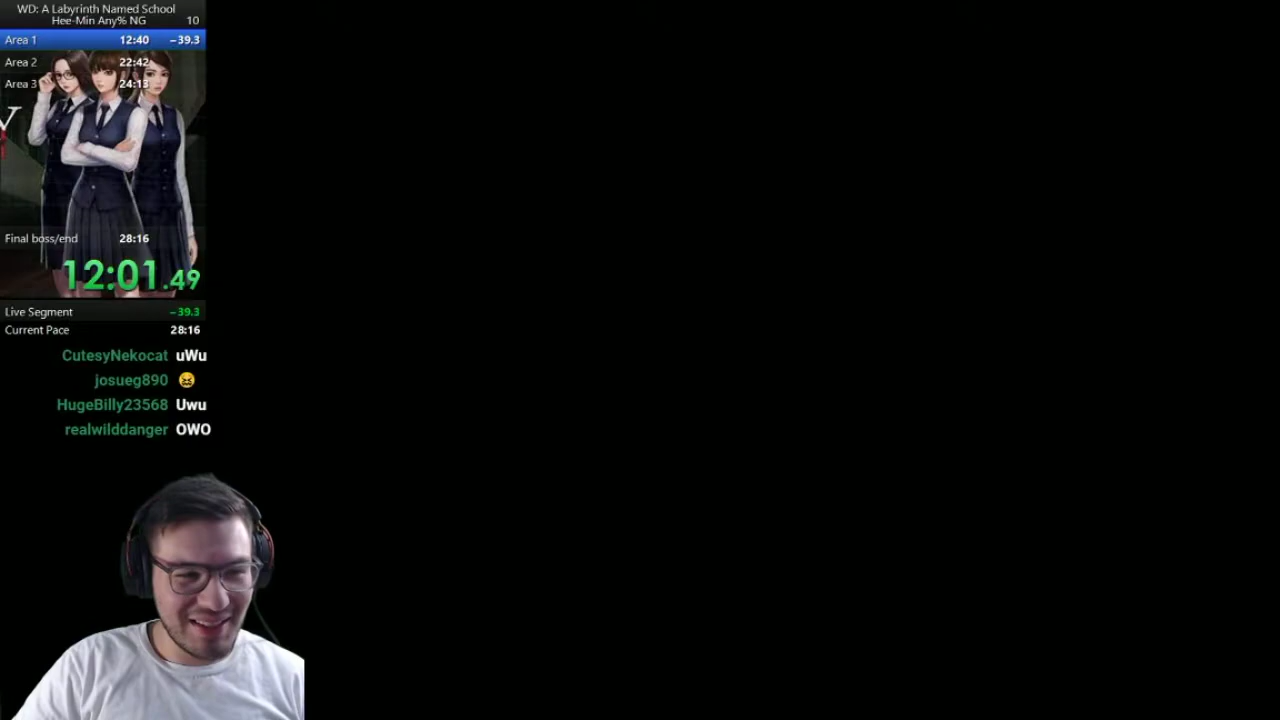 WD: A Labyrinth Named School
Hee-Min Any% NG 10
Area 1 12:40 −39.3
Area 2 22:42
Area 3 24:13
Y
Final boss/end 28:16
12:01.49
Live Segment −39.3
Current Pace 28:16
CutesyNekocat uWu
josueg890 😆
HugeBilly23568 Uwu
realwilddanger OWO